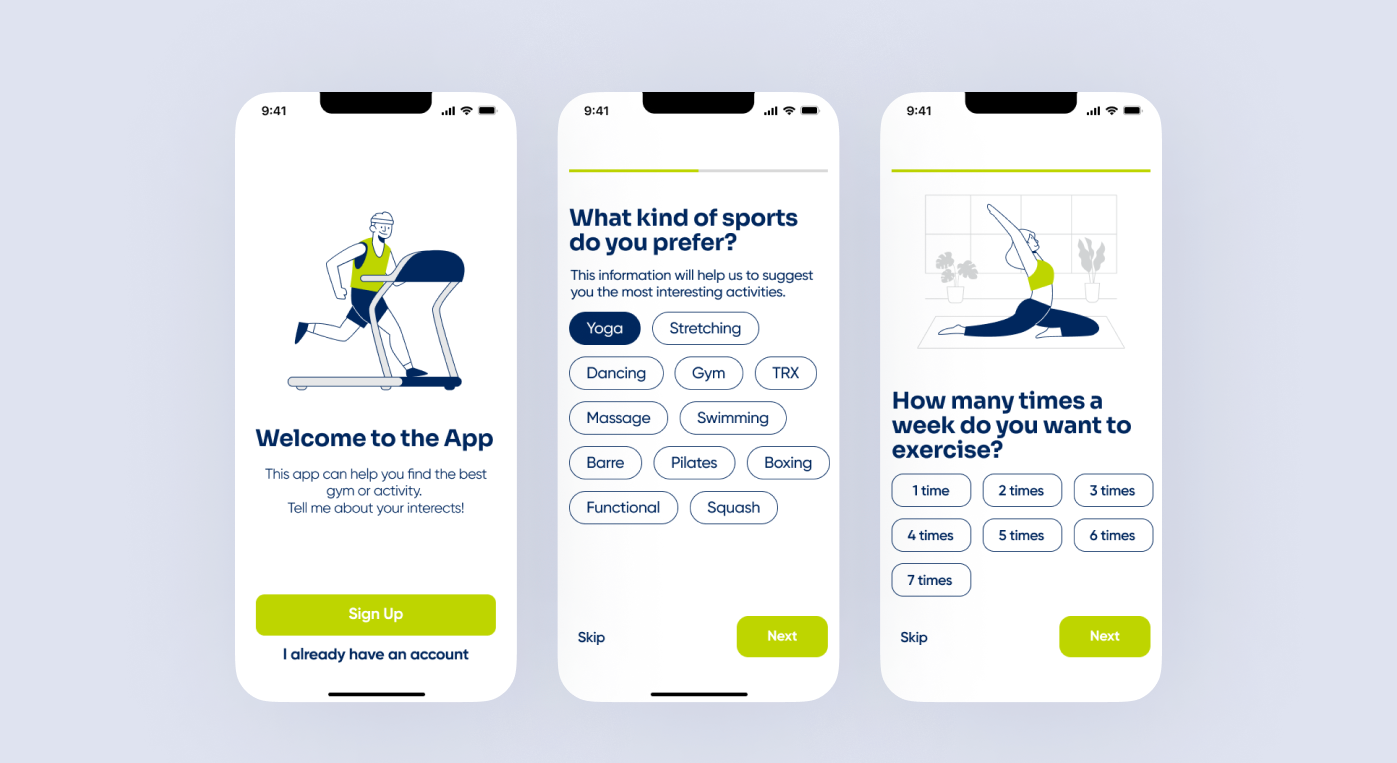 9:41
Welcome to the App
This app can help you find the best
gym or activity.
Tell me about your interects!
Sign Up
I already have an account
9:41
What kind of sports
do you prefer?
This information will help us to suggest
you the most interesting activities.
Yoga Stretching
Dancing Gym TRX
Massage Swimming
Barre Pilates Boxing
Functional Squash
Skip Next
9:41
How many times a
week do you want to
exercise?
1 time 2 times 3 times
4 times 5 times 6 times
7 times
Skip Next